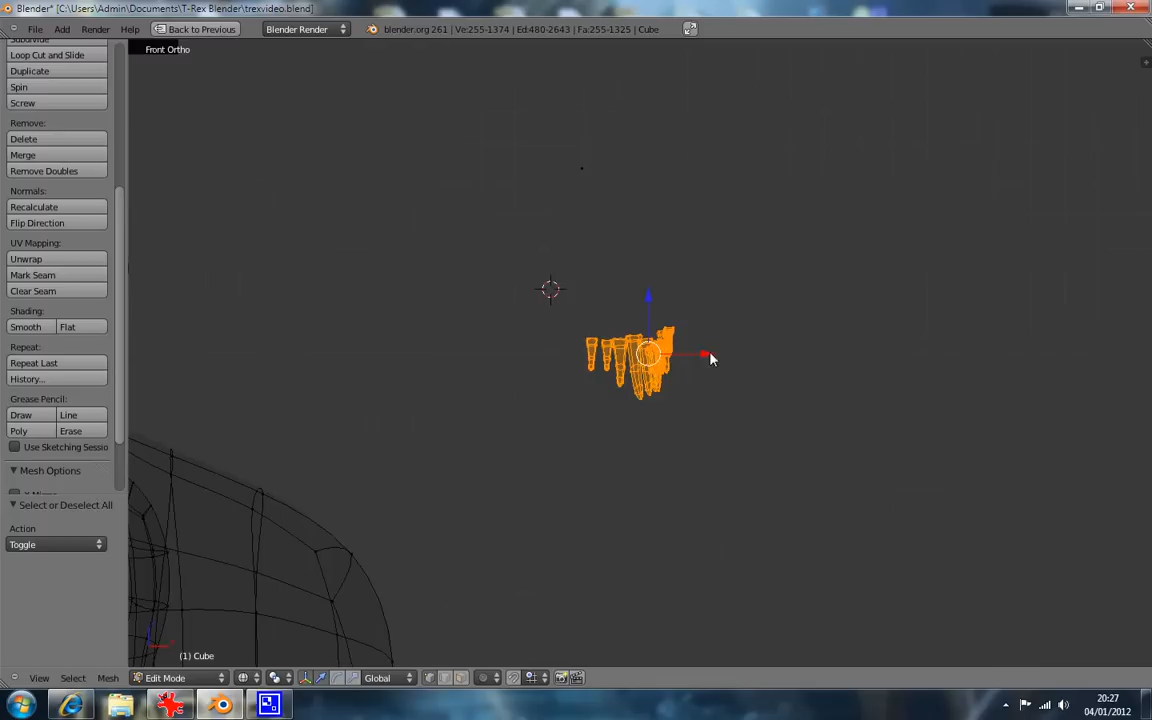 Blender* [C:\Users\Admin\Documents\T-Rex Blender\trexvideo.blend]
File Add Render Help Back to Previous Blender Render blender.org 261 | Ve:255-1374 | Ed:480-2643 | Fa:255-1325 | Cube
Front Ortho
Subdivide
Loop Cut and Slide
Duplicate
Spin
Screw
Remove:
Delete
Merge
Remove Doubles
Normals:
Recalculate
Flip Direction
UV Mapping:
Unwrap
Mark Seam
Clear Seam
Shading:
Smooth Flat
Repeat:
Repeat Last
History...
Grease Pencil:
Draw Line
Poly Erase
Use Sketching Sessio
Mesh Options
Select or Deselect All
Action
Toggle
(1) Cube
View Select Mesh Edit Mode Global
20:27
04/01/2012